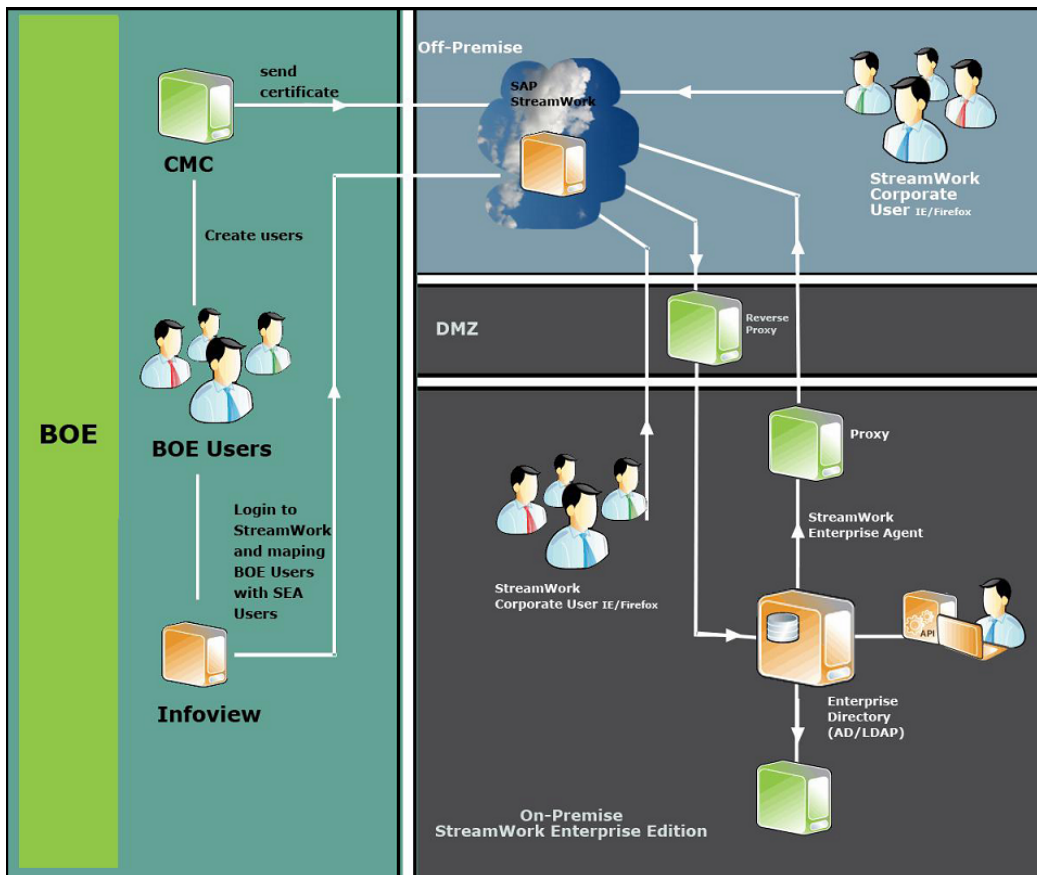 BOE
send
certificate
CMC
Create users
BOE Users
Login to
StreamWork
and maping
BOE Users
with SEA
Users
Infoview
Off-Premise
SAP
StreamWork
StreamWork
Corporate
User IE/Firefox
DMZ
Reverse
Proxy
Proxy
StreamWork
Enterprise Agent
StreamWork
Corporate User IE/Firefox
API
Enterprise
Directory
(AD/LDAP)
On-Premise
StreamWork Enterprise Edition